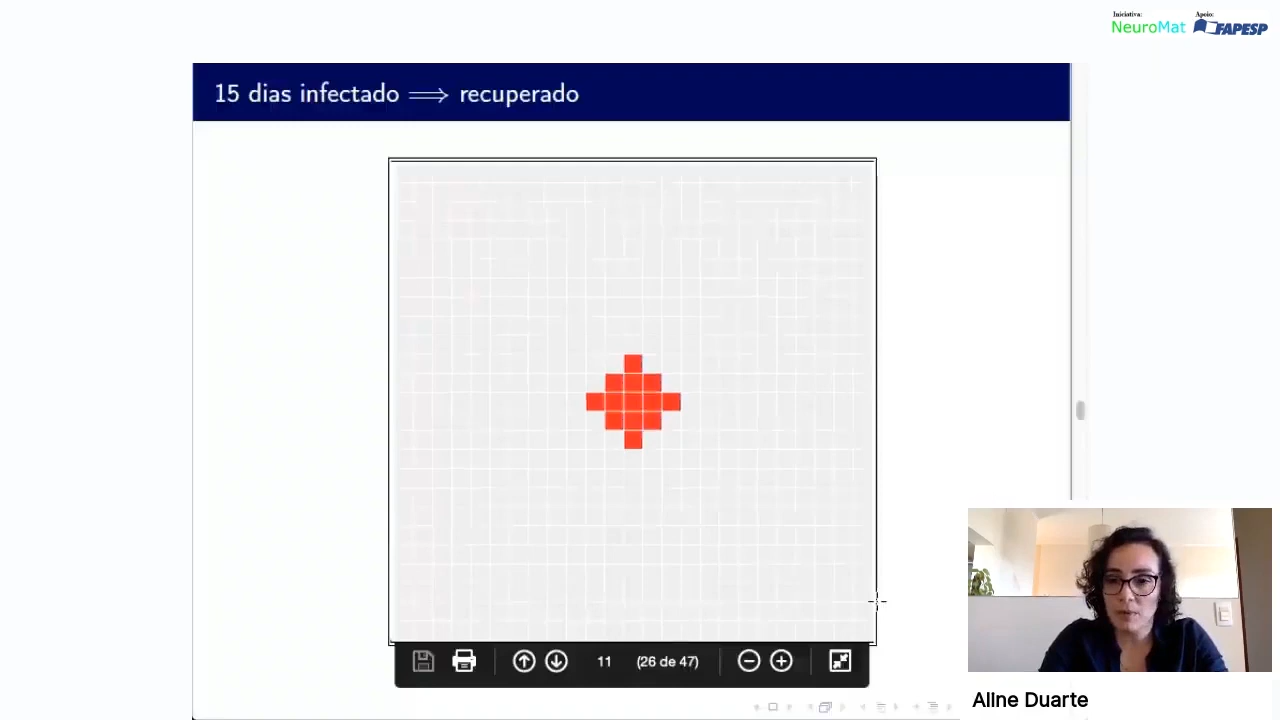 Iniciativa:
Apoio:
NeuroMat
FAPESP
15 dias infectado ⟹ recuperado
11 (26 de 47)
Aline Duarte